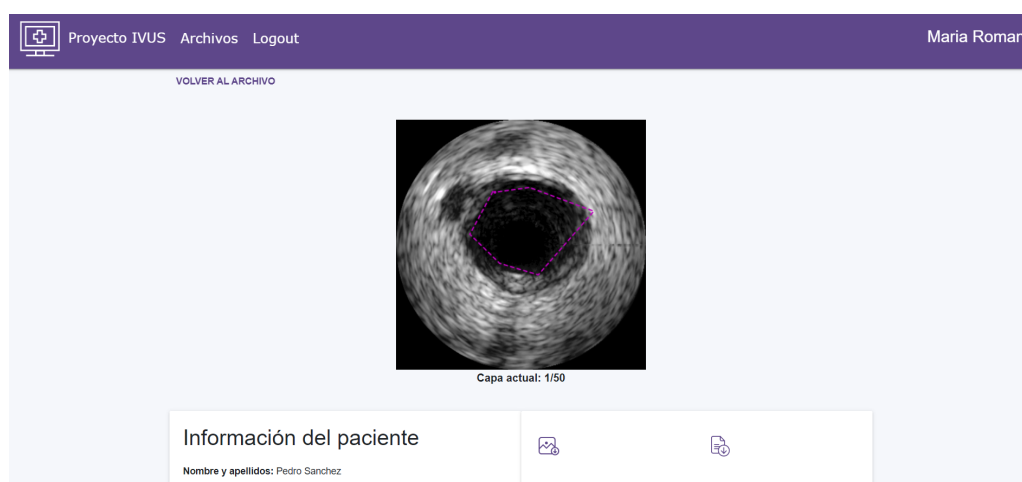 Proyecto IVUS Archivos Logout Maria Roman
VOLVER AL ARCHIVO
Capa actual: 1/50
Información del paciente
Nombre y apellidos: Pedro Sanchez